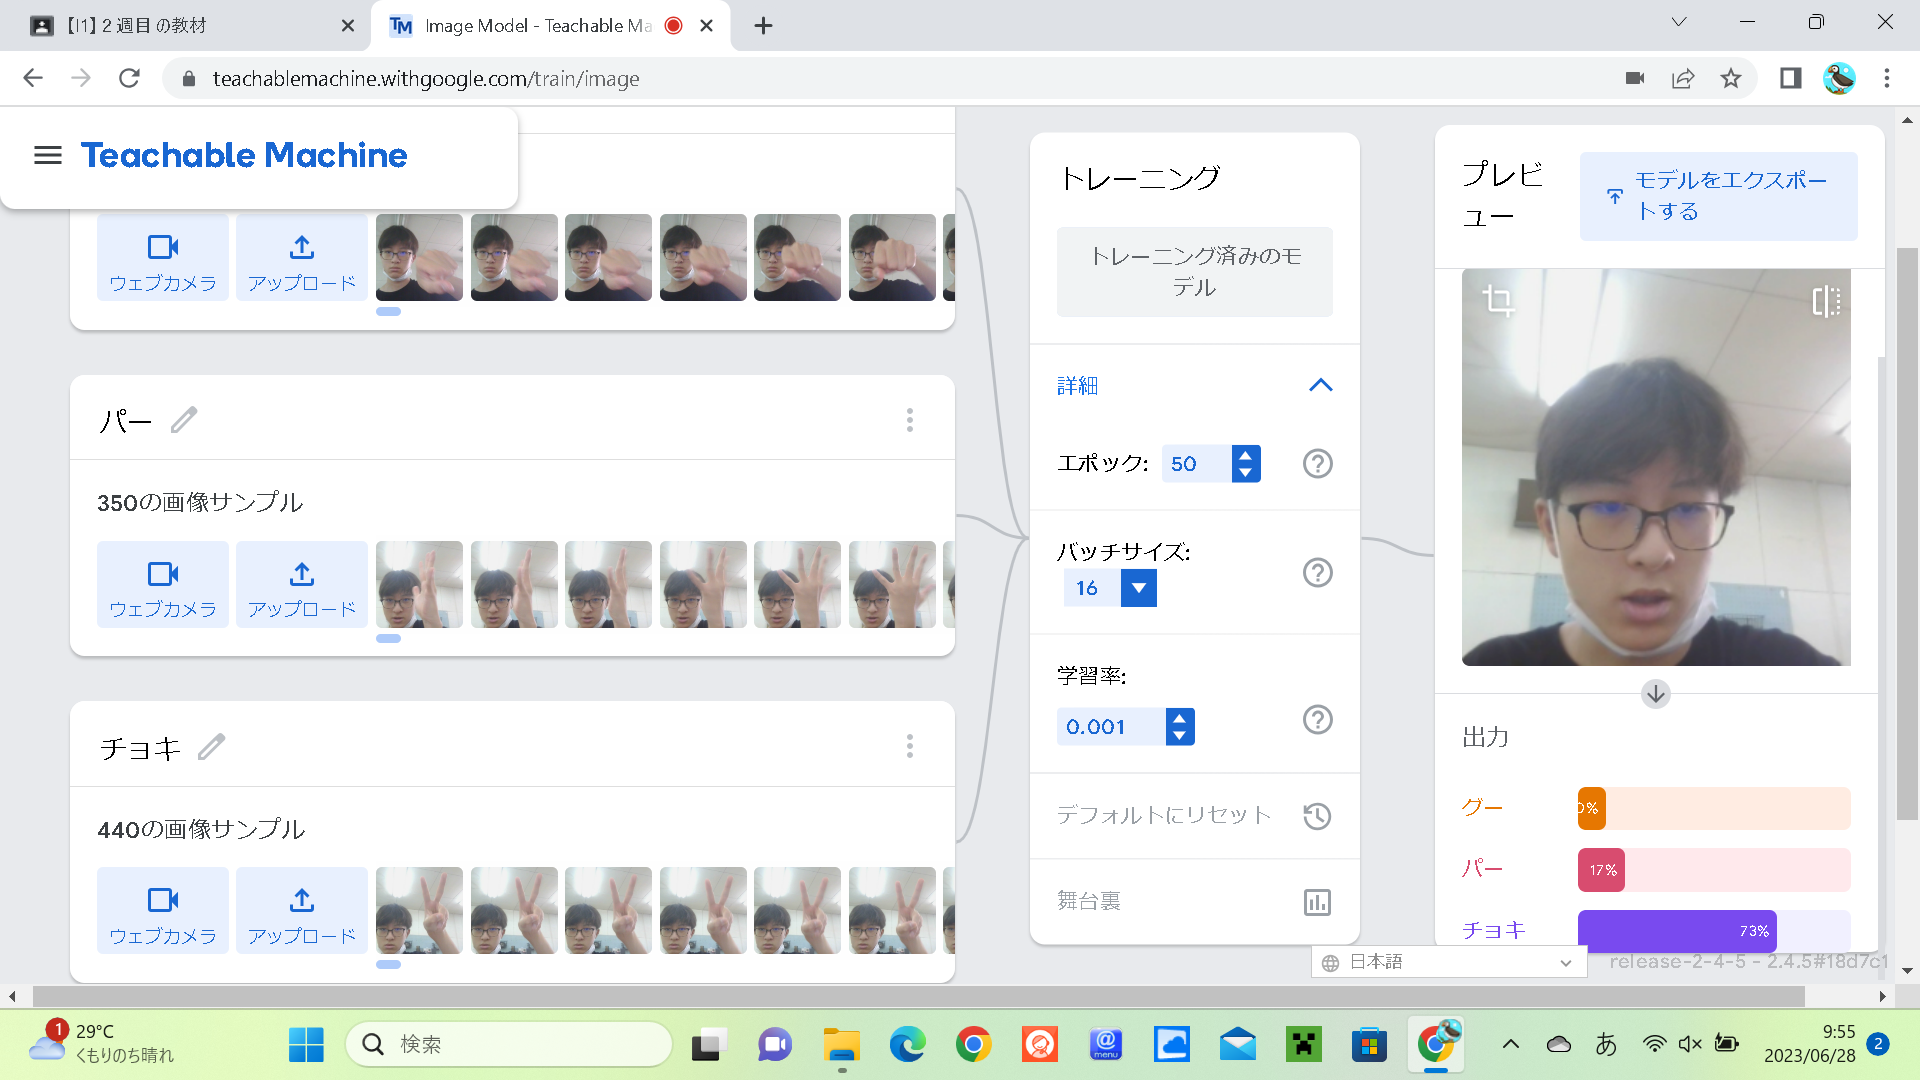 【I1】2 週目 の教材
Image Model - Teachable Ma
teachablemachine.withgoogle.com/train/image
Teachable Machine
ウェブカメラ
アップロード
パー
350の画像サンプル
ウェブカメラ
アップロード
チョキ
440の画像サンプル
ウェブカメラ
アップロード
トレーニング
トレーニング済みのモ
デル
詳細
エポック:
50
バッチサイズ:
16
学習率:
0.001
デフォルトにリセット
舞台裏
プレビ
ュー
モデルをエクスポー
トする
出力
グー
パー
17%
チョキ
73%
日本語
release-2-4-5 - 2.4.5#18d7c1
1
29°C
くもりのち晴れ
検索
@
menu
あ
9:55
2023/06/28
2